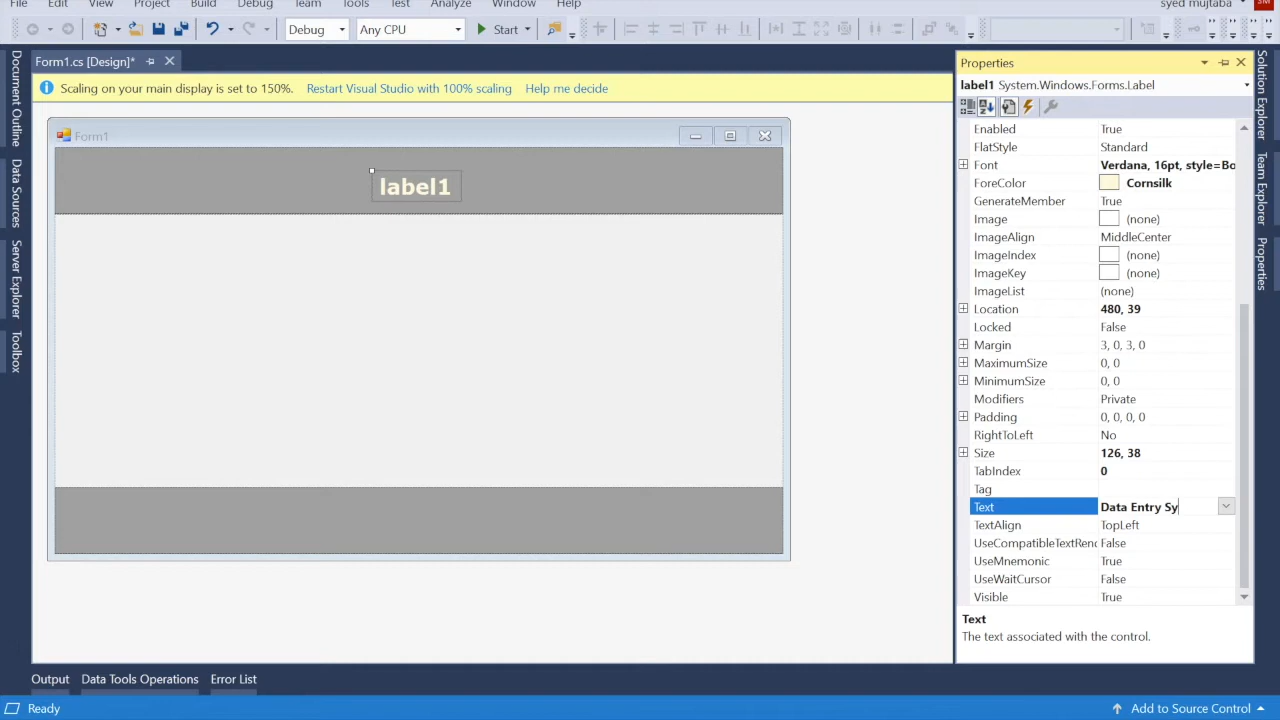 File Edit View Project Build Debug Team Tools Test Analyze Window Help syed mujtaba SM
Debug Any CPU Start
Form1.cs [Design]*
Scaling on your main display is set to 150%. Restart Visual Studio with 100% scaling Help me decide
Form1
label1
Document Outline
Data Sources
Server Explorer
Toolbox
Properties
label1 System.Windows.Forms.Label
Enabled True
FlatStyle Standard
Font Verdana, 16pt, style=Bo
ForeColor Cornsilk
GenerateMember True
Image (none)
ImageAlign MiddleCenter
ImageIndex (none)
ImageKey (none)
ImageList (none)
Location 480, 39
Locked False
Margin 3, 0, 3, 0
MaximumSize 0, 0
MinimumSize 0, 0
Modifiers Private
Padding 0, 0, 0, 0
RightToLeft No
Size 126, 38
TabIndex 0
Tag
Text Data Entry Sy
TextAlign TopLeft
UseCompatibleTextRend False
UseMnemonic True
UseWaitCursor False
Visible True
Text
The text associated with the control.
Solution Explorer
Team Explorer
Properties
Output Data Tools Operations Error List
Ready Add to Source Control